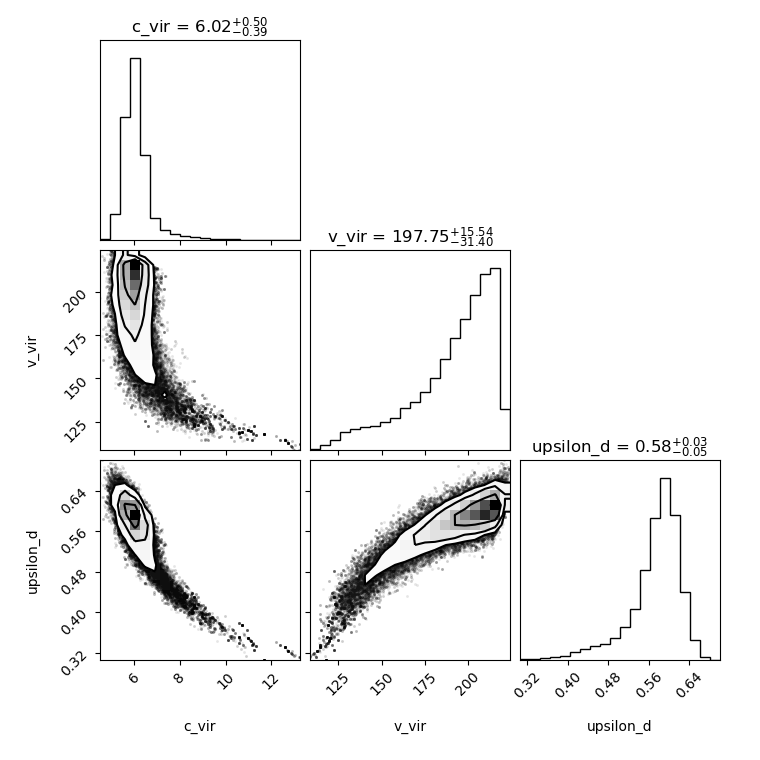 c_vir = 6.02+0.50−0.39
v_vir = 197.75+15.54−31.40
v_vir
200
175
150
125
upsilon_d = 0.58+0.03−0.05
upsilon_d
0.64
0.56
0.48
0.40
0.32
6 8 10 12
125 150 175 200
0.32 0.40 0.48 0.56 0.64
c_vir v_vir upsilon_d